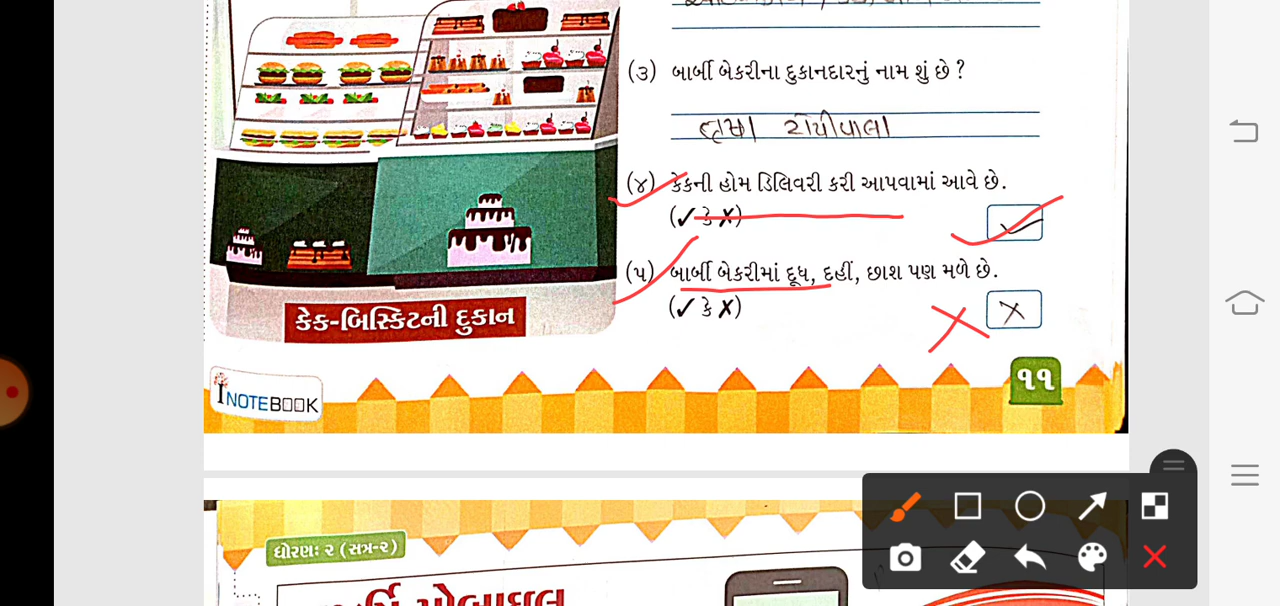 (૩) બાર્બી બેકરીના દુકાનદારનું નામ શું છે ?
(૪) કેકની હોમ ડિલિવરી કરી આપવામાં આવે છે.
(✓ કે ✗)
(૫) બાર્બી બેકરીમાં દૂધ, દહીં, છાશ પણ મળે છે.
(✓ કે ✗)
કેક-બિસ્કિટની દુકાન
NOTEBOOK
૧૧
ધોરણઃ ૨ (સત્ર-૨)